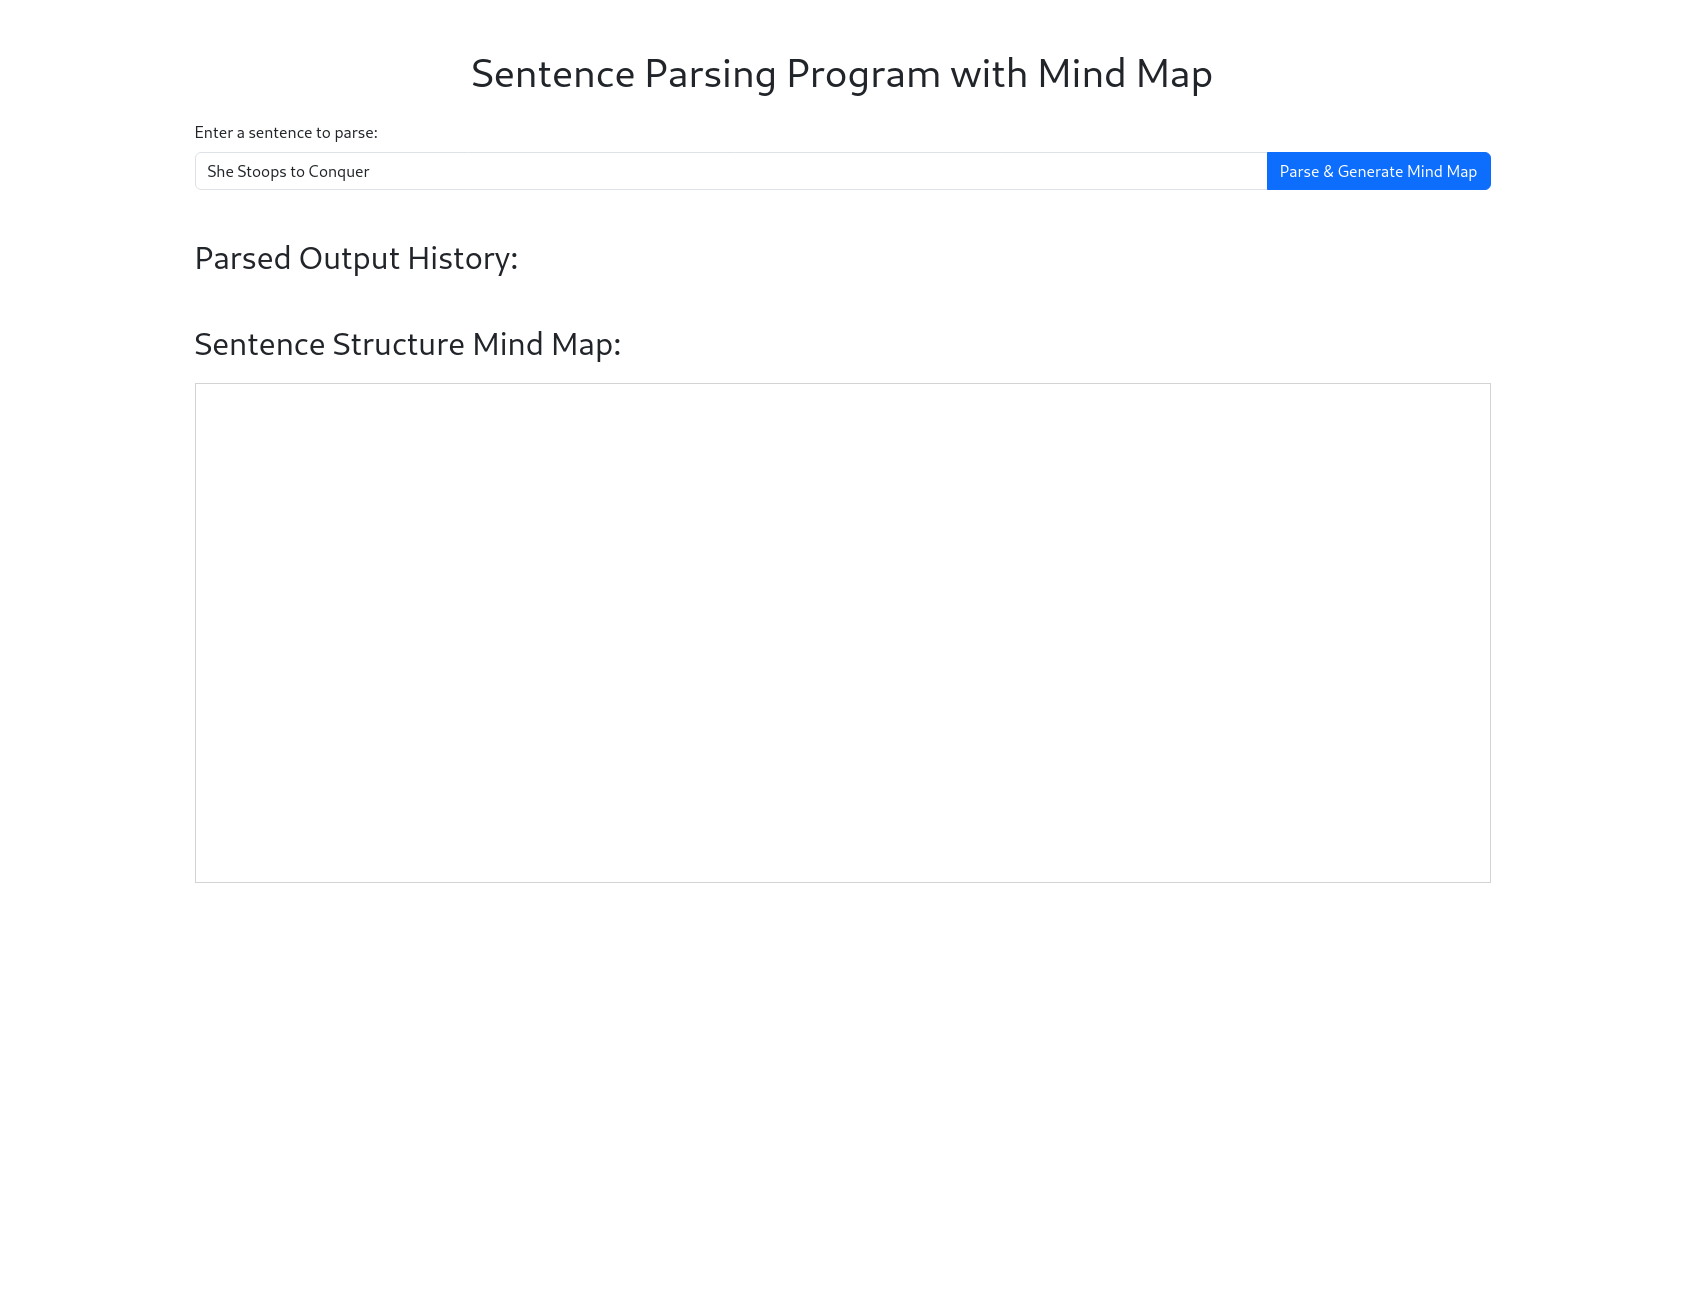 Sentence Parsing Program with Mind Map
Enter a sentence to parse:
She Stoops to Conquer
Parse & Generate Mind Map
Parsed Output History:
Sentence Structure Mind Map: